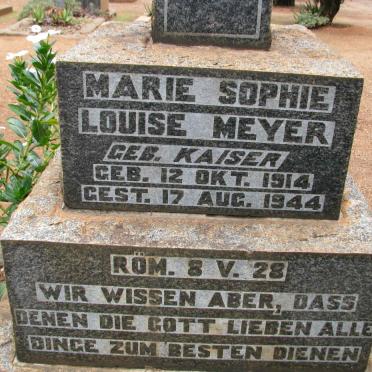 MARIE SOPHIE
LOUISE MEYER
GEB. KAISER
GEB. 12 OKT. 1914
GEST. 17 AUG. 1944
RÖM. 8 V. 28
WIR WISSEN ABER, DASS
DENEN DIE GOTT LIEBEN ALLE
DINGE ZUM BESTEN DIENEN